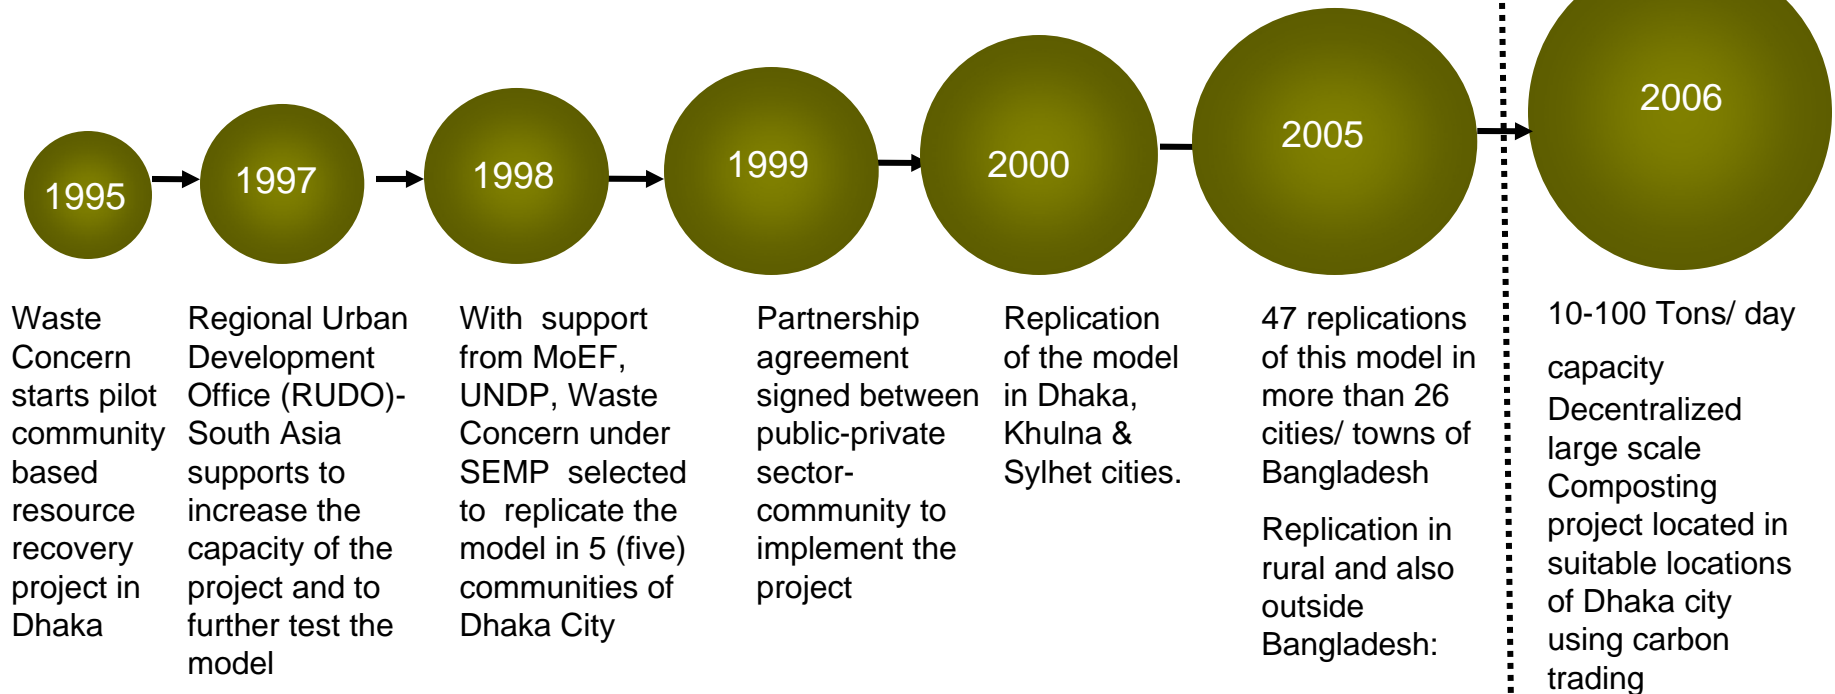 1995
1997
1998
1999
2000
2005
2006
Waste
Concern
starts pilot
community
based
resource
recovery
project in
Dhaka
Regional Urban
Development
Office (RUDO)-
South Asia
supports to
increase the
capacity of the
project and to
further test the
model
With support
from MoEF,
UNDP, Waste
Concern under
SEMP selected
to replicate the
model in 5 (five)
communities of
Dhaka City
Partnership
agreement
signed between
public-private
sector-
community to
implement the
project
Replication
of the model
in Dhaka,
Khulna &
Sylhet cities.
47 replications
of this model in
more than 26
cities/ towns of
Bangladesh
Replication in
rural and also
outside
Bangladesh:
10-100 Tons/ day
capacity
Decentralized
large scale
Composting
project located in
suitable locations
of Dhaka city
using carbon
trading